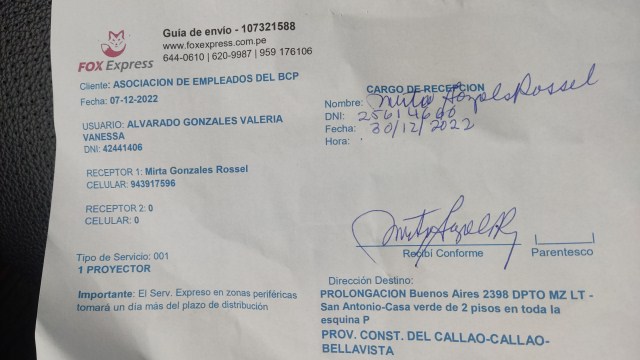 Guía de envío - 107321588
www.foxexpress.com.pe
644-0610 | 620-9987 | 959 176106
FOX Express
Cliente: ASOCIACION DE EMPLEADOS DEL BCP
Fecha: 07-12-2022
USUARIO: ALVARADO GONZALES VALERIA
VANESSA
DNI: 42441406
RECEPTOR 1: Mirta Gonzales Rossel
CELULAR: 943917596
RECEPTOR 2: 0
CELULAR: 0
Tipo de Servicio: 001
1 PROYECTOR
Importante: El Serv. Expreso en zonas periféricas
tomará un día más del plazo de distribución
CARGO DE RECEPCION
Nombre: Mirta Gonzales Rossel
DNI: 25614660
Fecha: 30/12/2022
Hora:
Recibí Conforme
Parentesco
Dirección Destino:
PROLONGACION Buenos Aires 2398 DPTO MZ LT -
San Antonio-Casa verde de 2 pisos en toda la
esquina P
PROV. CONST. DEL CALLAO-CALLAO-
BELLAVISTA